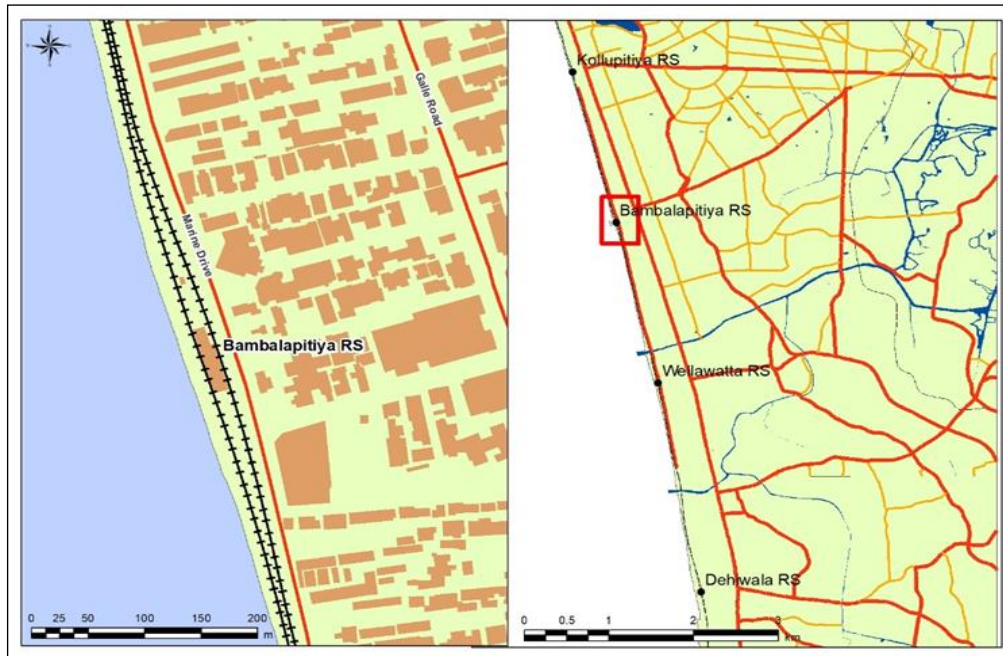 Galle Road
Marine Drive
Bambalapitiya RS
0 25 50 100 150 200
m
Kollupitiya RS
Bambalapitiya RS
Wellawatta RS
Dehiwala RS
0 0.5 1 2 3
km